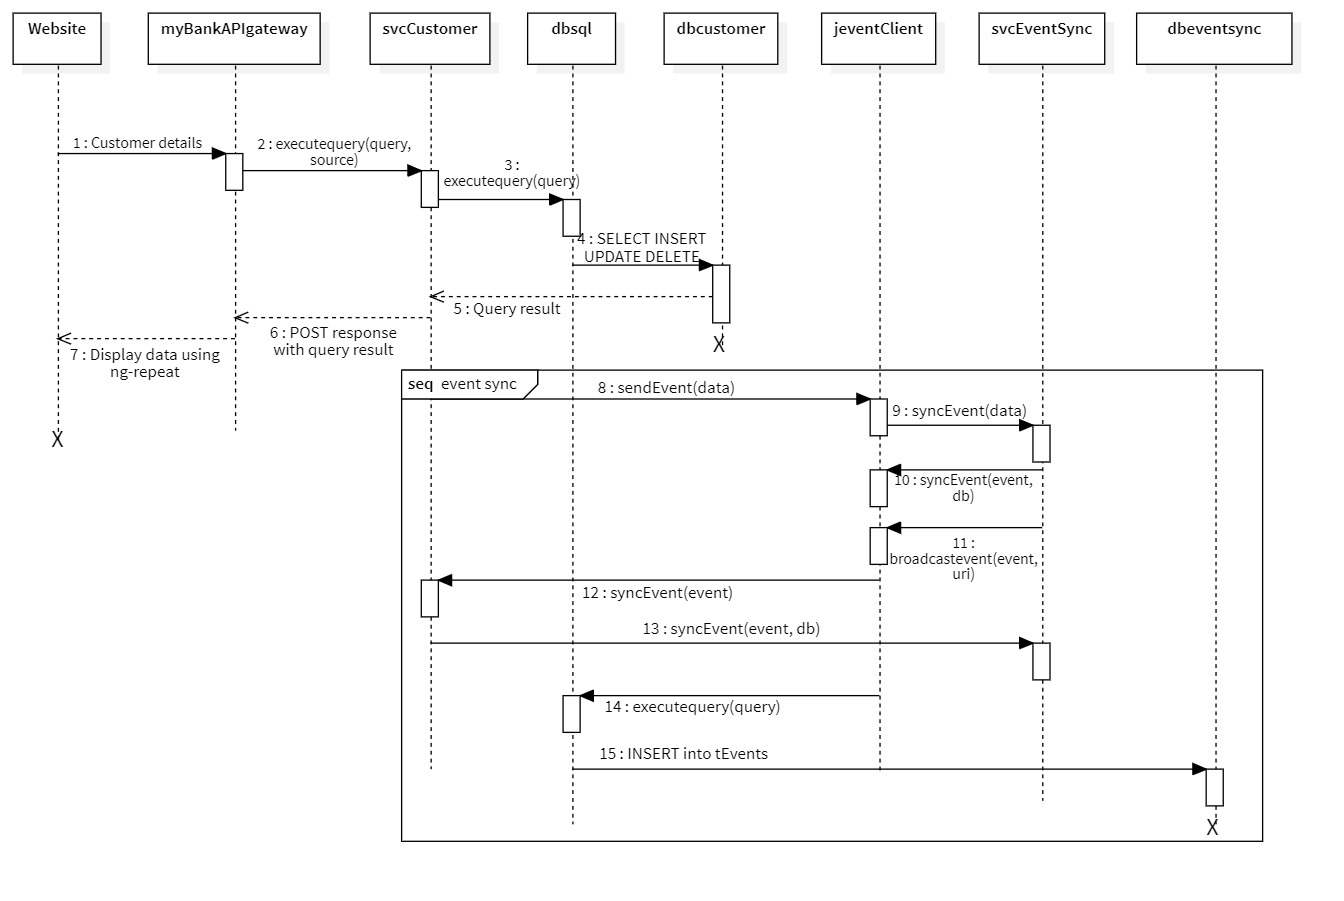 Website
myBankAPIgateway
svcCustomer
dbsql
dbcustomer
jeventClient
svcEventSync
dbeventsync
1 : Customer details
2 : executequery(query,
source)
3 :
executequery(query)
4 : SELECT INSERT
UPDATE DELETE
5 : Query result
6 : POST response
with query result
7 : Display data using
ng-repeat
X
X
seq event sync
8 : sendEvent(data)
9 : syncEvent(data)
10 : syncEvent(event,
db)
11 :
broadcastevent(event,
uri)
12 : syncEvent(event)
13 : syncEvent(event, db)
14 : executequery(query)
15 : INSERT into tEvents
X